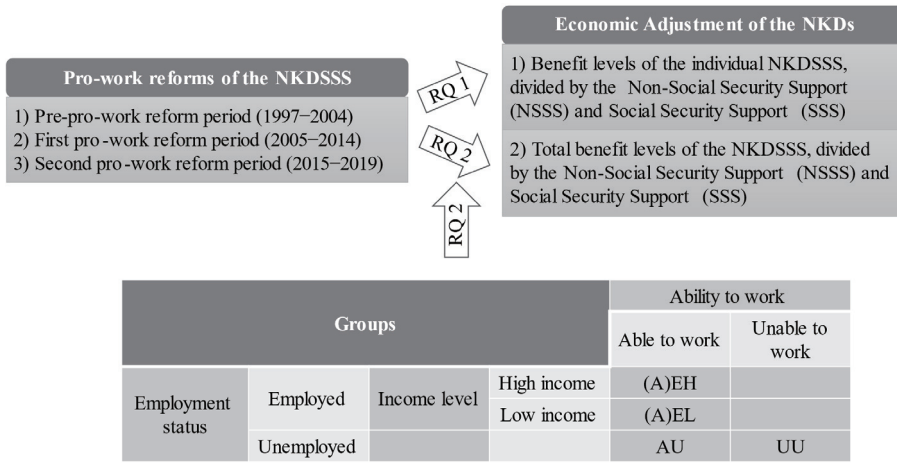 Pro-work reforms of the NKDSSS
1) Pre-pro-work reform period (1997−2004)
2) First pro-work reform period (2005−2014)
3) Second pro-work reform period (2015−2019)
RQ 1
RQ 2
RQ 2
Economic Adjustment of the NKDs
1) Benefit levels of the individual NKDSSS,
divided by the Non-Social Security Support
(NSSS) and Social Security Support (SSS)
2) Total benefit levels of the NKDSSS, divided
by the Non-Social Security Support (NSSS) and
Social Security Support (SSS)
Groups
Ability to work
Able to work
Unable to
work
Employment
status
Employed
Income level
High income
(A)EH
Low income
(A)EL
Unemployed
AU
UU